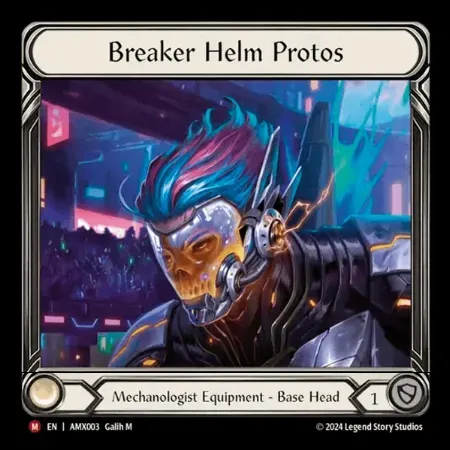 Breaker Helm Protos
Mechanologist Equipment - Base Head
1
M EN | AMX003 Galih M
© 2024 Legend Story Studios